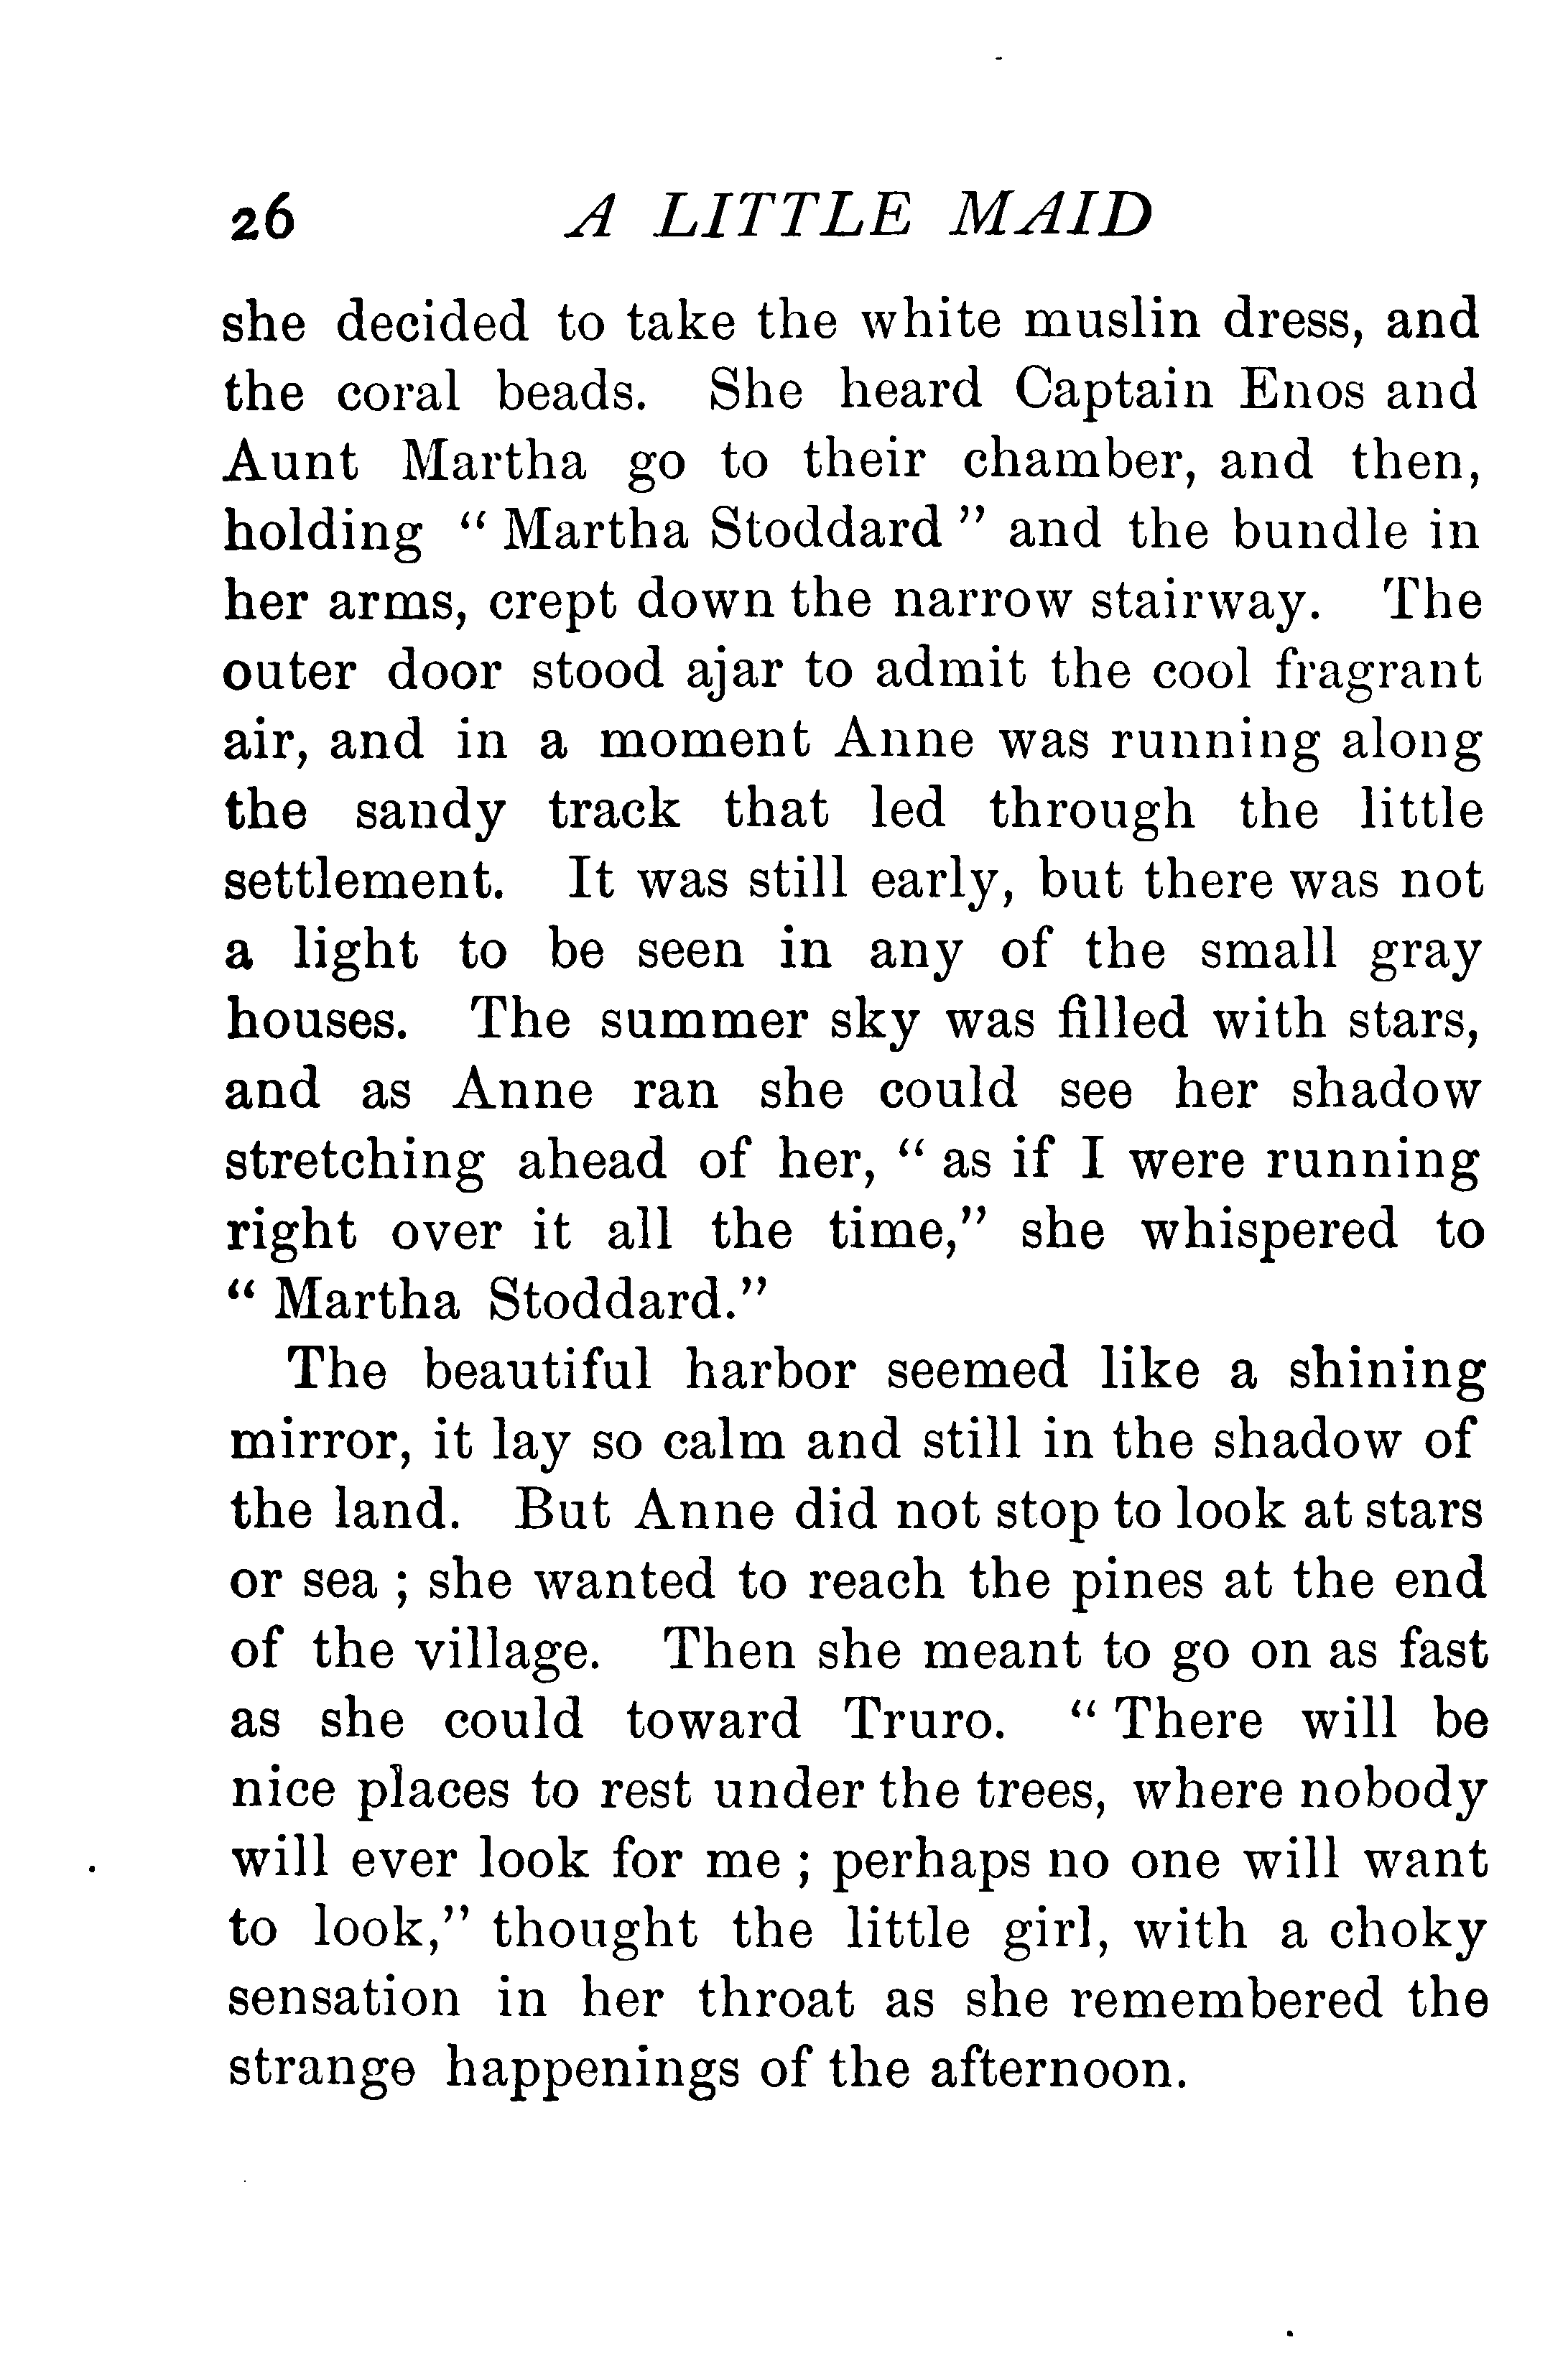 26 A LITTLE MAID
she decided to take the white muslin dress, and
the coral beads. She heard Captain Enos and
Aunt Martha go to their chamber, and then,
holding “ Martha Stoddard ” and the bundle in
her arms, crept down the narrow stairway. The
outer door stood ajar to admit the cool fragrant
air, and in a moment Anne was running along
the sandy track that led through the little
settlement. It was still early, but there was not
a light to be seen in any of the small gray
houses. The summer sky was filled with stars,
and as Anne ran she could see her shadow
stretching ahead of her, “ as if I were running
right over it all the time,” she whispered to
“ Martha Stoddard.”
The beautiful harbor seemed like a shining
mirror, it lay so calm and still in the shadow of
the land. But Anne did not stop to look at stars
or sea ; she wanted to reach the pines at the end
of the village. Then she meant to go on as fast
as she could toward Truro. “ There will be
nice places to rest under the trees, where nobody
will ever look for me ; perhaps no one will want
to look,” thought the little girl, with a choky
sensation in her throat as she remembered the
strange happenings of the afternoon.